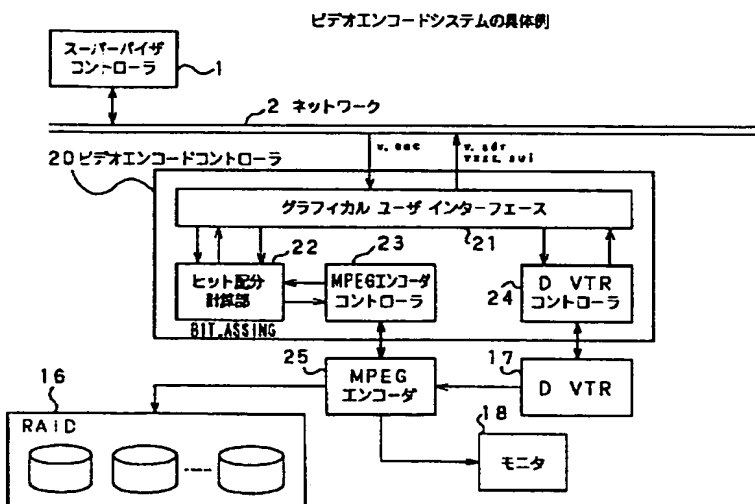 ビデオエンコードシステムの具体例
スーパーバイザ
コントローラ
1
2 ネットワーク
v. enc
v. adr
20 ビデオエンコードコントローラ
グラフィカル ユーザ インターフェース
21
22
23
ビット配分
計算部
MPEGエンコーダ
コントローラ
24
D VTR
コントローラ
BIT_ASSING
25
MPEG
エンコーダ
17
D VTR
16
RAID
18
モニタ